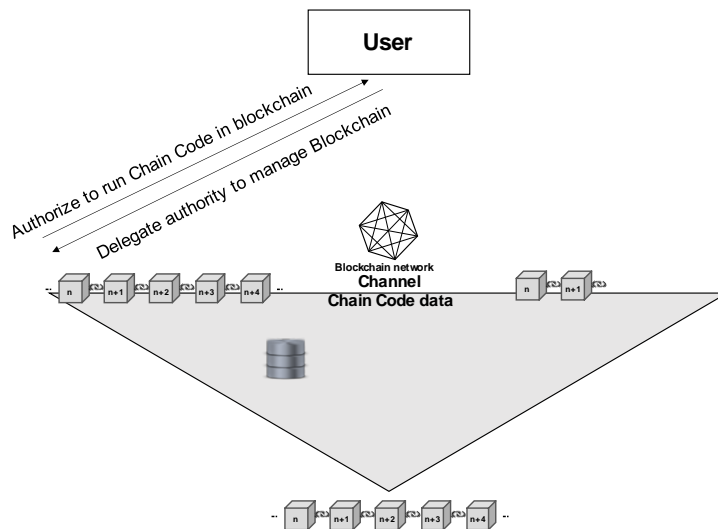 User
Authorize to run Chain Code in blockchain
Delegate authority to manage Blockchain
Blockchain network
Channel
Chain Code data
... n n+1 n+2 n+3 n+4 ...
n n+1
... n n+1 n+2 n+3 n+4 ...